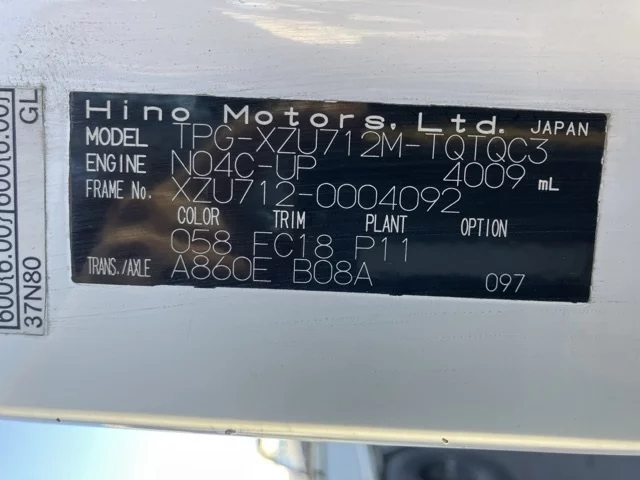 Hino Motors, Ltd. JAPAN
MODEL TPG-XZU712M-TQTQC3
ENGINE N04C-UP 4009 mL
FRAME No. XZU712-0004092
COLOR TRIM PLANT OPTION
058 FC18 P11
TRANS./AXLE A860E B08A 097
GL
37N80